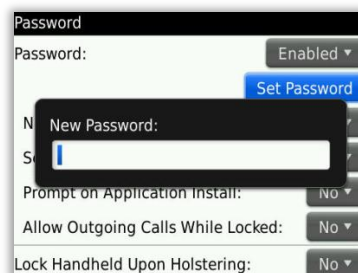 Password
Password: Enabled
Set Password
N
New Password:
S
Prompt on Application Install: No
Allow Outgoing Calls While Locked: No
Lock Handheld Upon Holstering: No